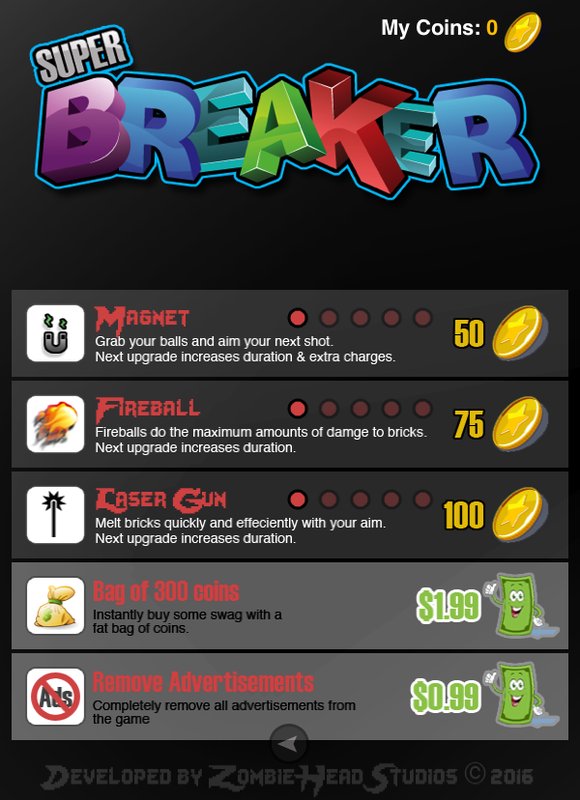 My Coins: 0
SUPER
BREAKER
Magnet
50
Grab your balls and aim your next shot.
Next upgrade increases duration & extra charges.
Fireball
75
Fireballs do the maximum amounts of damge to bricks.
Next upgrade increases duration.
Laser Gun
100
Melt bricks quickly and effeciently with your aim.
Next upgrade increases duration.
Bag of 300 coins
$1.99
Instantly buy some swag with a
fat bag of coins.
Ads
Remove Advertisements
$0.99
Completely remove all advertisements from
the game
Developed by ZombieHead Studios © 2016